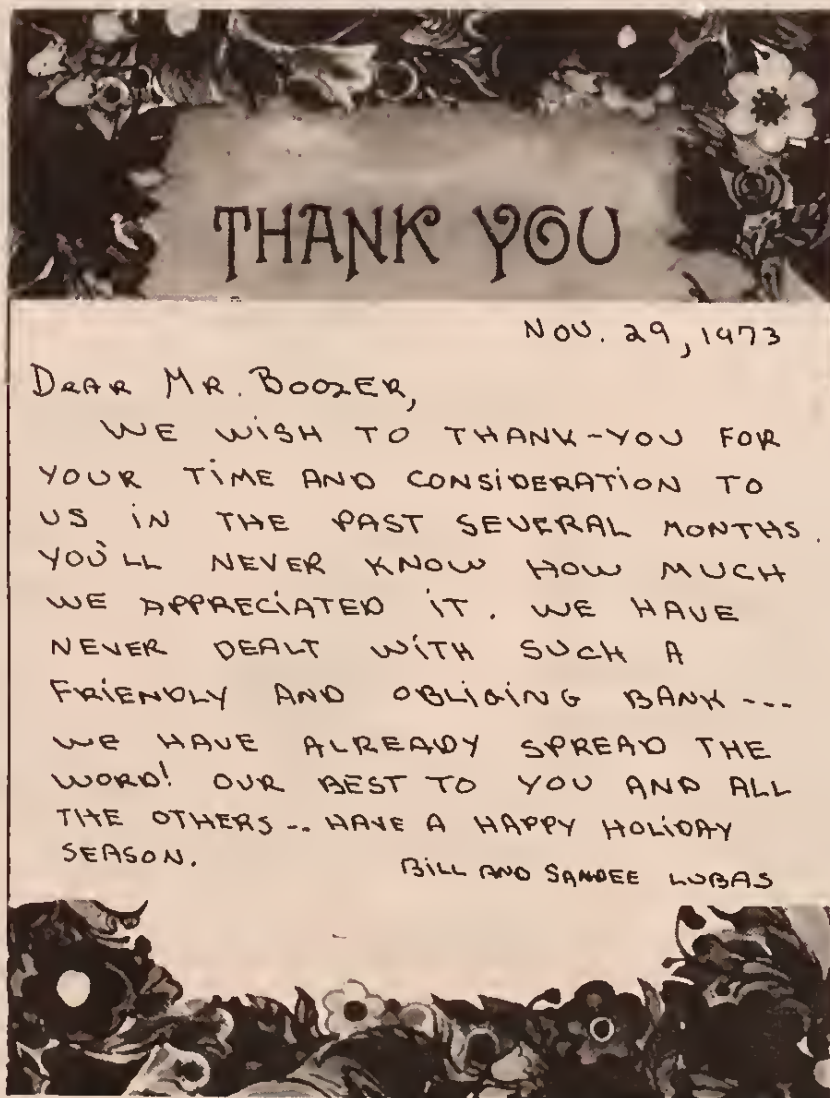 THANK YOU
NOV. 29, 1973
DEAR MR. BOOZER,
WE WISH TO THANK-YOU FOR
YOUR TIME AND CONSIDERATION TO
US IN THE PAST SEVERAL MONTHS.
YOU'LL NEVER KNOW HOW MUCH
WE APPRECIATED IT. WE HAVE
NEVER DEALT WITH SUCH A
FRIENDLY AND OBLIGING BANK---
WE HAVE ALREADY SPREAD THE
WORD! OUR BEST TO YOU AND ALL
THE OTHERS -- HAVE A HAPPY HOLIDAY
SEASON.
BILL AND SANDEE LUBAS